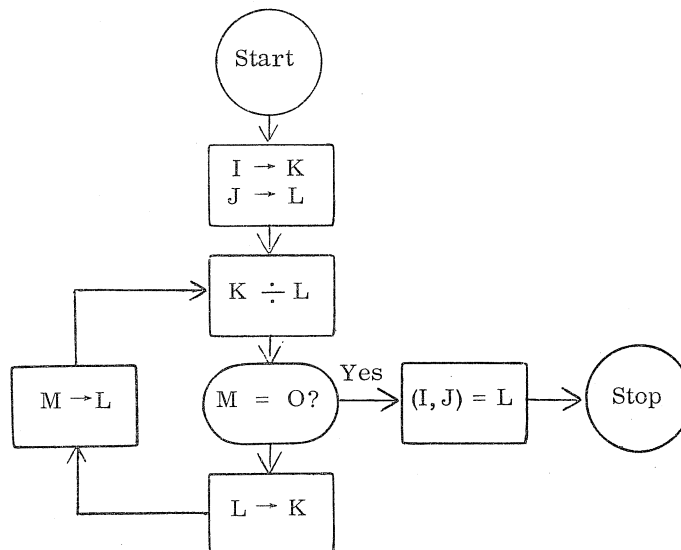 Start
I → K
J → L
K ÷ L
M → L
M = O?
Yes
(I, J) = L
Stop
L → K